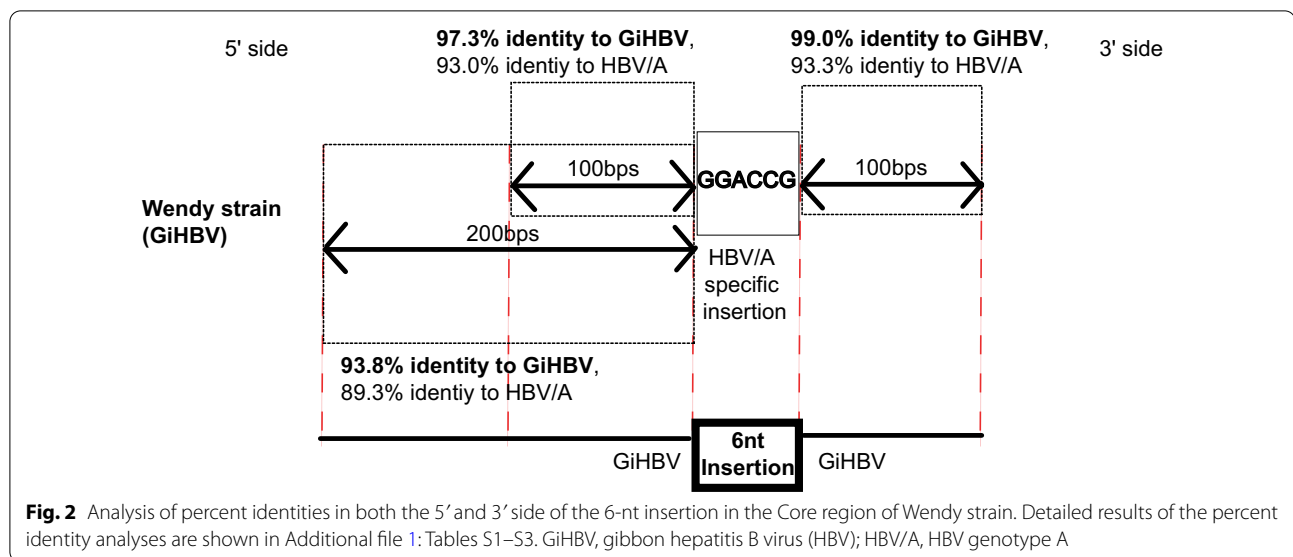 5' side
97.3% identity to GiHBV,
93.0% identiy to HBV/A
99.0% identity to GiHBV,
93.3% identiy to HBV/A
3' side
100bps
GGACCG
100bps
Wendy strain
(GiHBV)
200bps
HBV/A
specific
insertion
93.8% identity to GiHBV,
89.3% identiy to HBV/A
GiHBV
6nt
Insertion
GiHBV
Fig. 2 Analysis of percent identities in both the 5′ and 3′ side of the 6-nt insertion in the Core region of Wendy strain. Detailed results of the percent
identity analyses are shown in Additional file 1: Tables S1–S3. GiHBV, gibbon hepatitis B virus (HBV); HBV/A, HBV genotype A